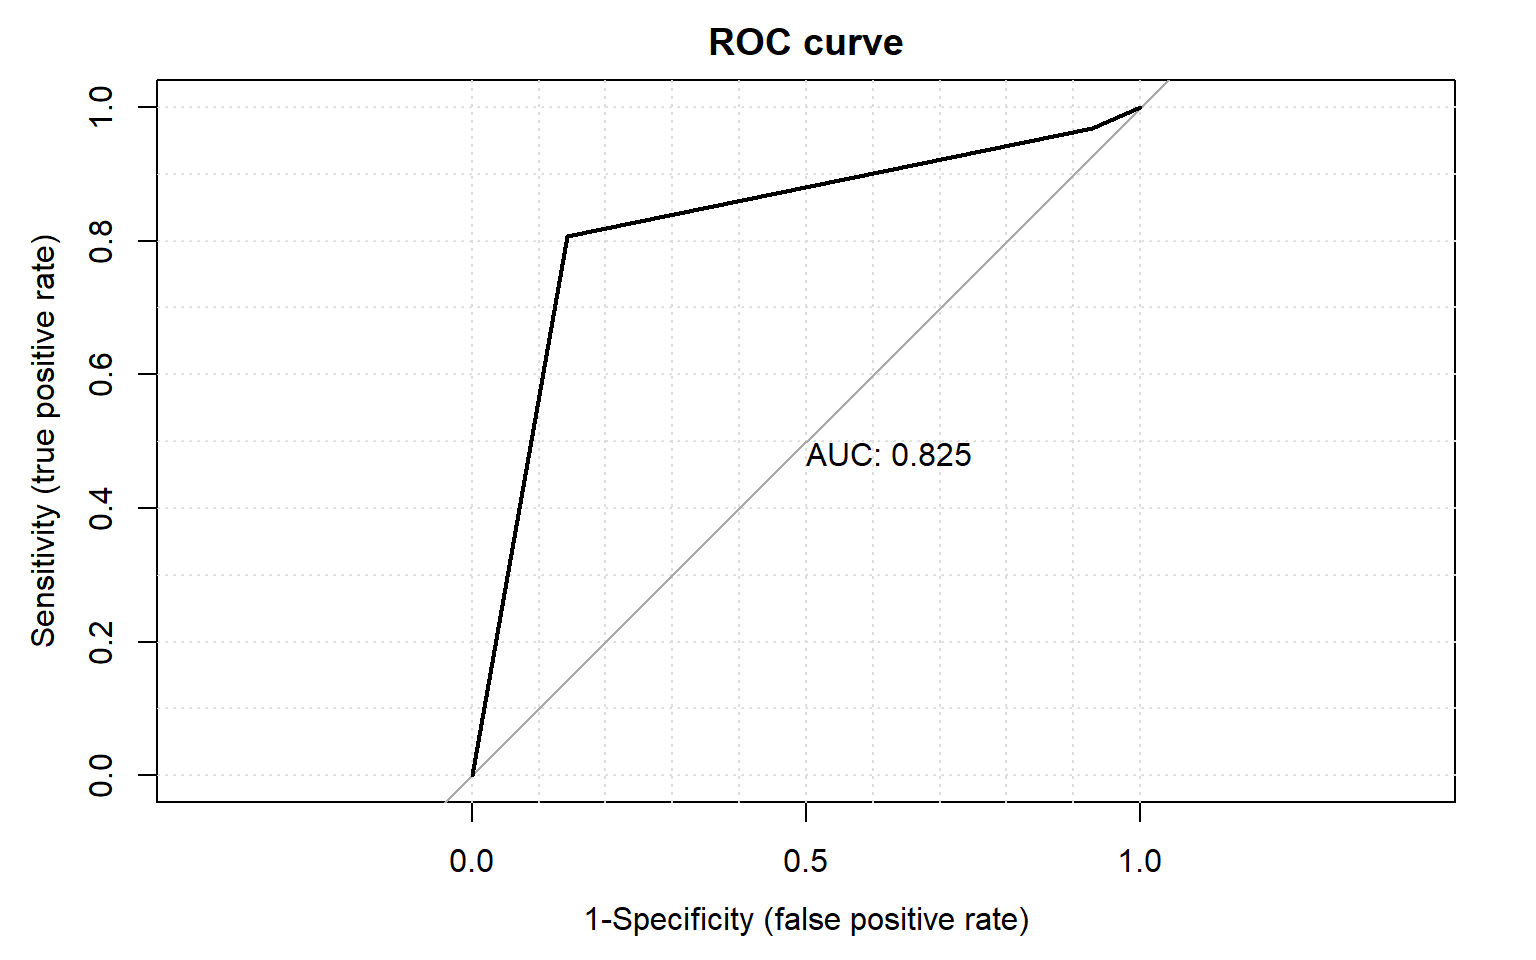 ROC curve
1.0
0.8
0.6
0.4
0.2
0.0
Sensitivity (true positive rate)
AUC: 0.825
0.0 0.5 1.0
1-Specificity (false positive rate)